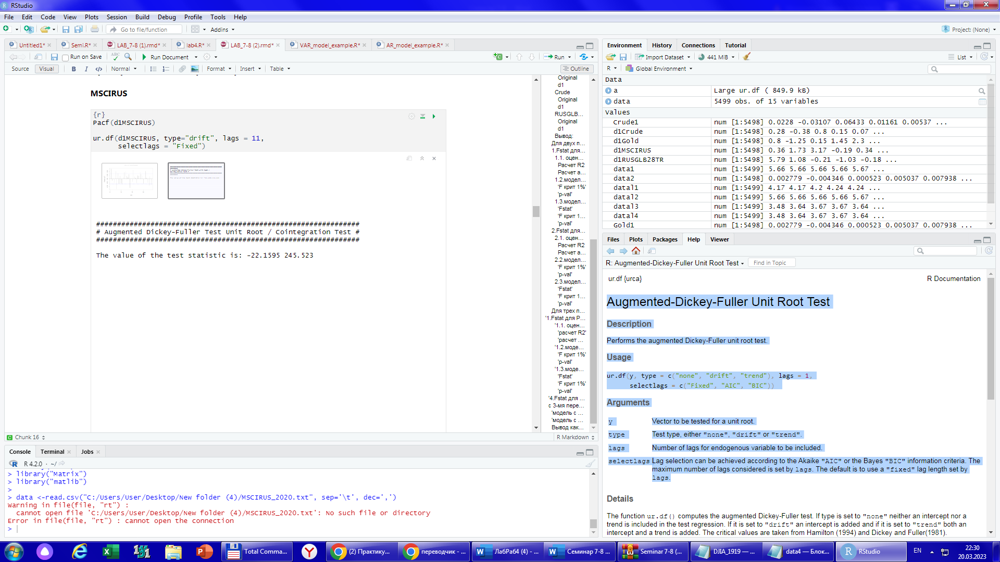 RStudio
File Edit Code View Plots Session Build Debug Profile Tools Help
Go to file/function Addins Project: (None)
Untitled1* Semi.R* LAB_7-8 (1).rmd* lab4.R* LAB_7-8 (2).rmd* VAR_model_example.R* AR_model_example.R*
Run on Save ABC Run Document Run
Source Visual B I </> Normal Format Insert Table Outline
MSCIRUS
{r}
Pacf(d1MSCIRUS)
ur.df(d1MSCIRUS, type="drift", lags = 11,
selectlags = "Fixed")
###############################################################
# Augmented Dickey-Fuller Test Unit Root / Cointegration Test #
###############################################################
The value of the test statistic is: -22.1595 245.523
Original
d1
Crude
Original
d1
RUSGLB...
Original
d1
Вывод:
Для двух п...
1.Fstat для...
1.1. оцен...
Расчет R2
Расчет а...
1.2.модел...
'F крит 1%'
'p-val'
1.3.модел...
'Fstat'
'F крит 1...
'p-val'
2.Fstat для...
2.1. оцен...
Расчет R2
Расчет а...
2.2.модел...
'F крит 1%'
'p-val'
2.3.модел...
'Fstat'
'F крит 1...
'p-val'
Для трех п...
'1.Fstat для P...
'1.1. оцен...
'расчет R2'
'расчет ...
'1.2.моде...
'F крит 1%'
'p-val'
'1.3.моде...
'Fstat'
'F крит 1%'
'p-val'
'4.Fstat для ...
с 3-мя пере...
'модель с ...
'модель с ...
Вывод как...
Chunk 16 R Markdown
Console Terminal Jobs
R 4.2.0 · ~/
> library("Matrix")
> library("matlib")
>
> data <-read.csv("C:/Users/User/Desktop/New folder (4)/MSCIRUS_2020.txt", sep='\t', dec=',')
Warning in file(file, "rt") :
cannot open file 'C:/Users/User/Desktop/New folder (4)/MSCIRUS_2020.txt': No such file or directory
Error in file(file, "rt") : cannot open the connection
>
Environment History Connections Tutorial
Import Dataset 441 MiB List
R Global Environment
Data
a Large ur.df ( 849.9 kB)
data 5499 obs. of 15 variables
Values
Crude1 num [1:5498] 0.0228 -0.03107 0.06433 0.01161 0.00537 ...
d1Crude num [1:5498] 0.28 -0.38 0.8 0.15 0.07 ...
d1Gold num [1:5498] 0.8 -1.25 0.15 1.45 2.3 ...
d1MSCIRUS num [1:5498] 0.36 1.73 3.17 -0.19 0.34 ...
d1RUSGLB28TR num [1:5498] 5.79 1.08 -0.21 -1.03 -0.18 ...
data1 num [1:5499] 5.66 5.66 5.66 5.66 5.67 ...
data2 num [1:5498] 0.002779 -0.004346 0.000523 0.005037 0.007938 ...
datal1 num [1:5499] 4.17 4.17 4.2 4.24 4.24 ...
datal2 num [1:5499] 5.66 5.66 5.66 5.66 5.67 ...
datal3 num [1:5499] 3.48 3.64 3.67 3.67 3.64 ...
datal4 num [1:5499] 3.48 3.64 3.67 3.67 3.64 ...
Gold1 num [1:5498] 0.002779 -0.004346 0.000523 0.005037 0.007938 ...
Files Plots Packages Help Viewer
R: Augmented-Dickey-Fuller Unit Root Test Find in Topic
ur.df {urca} R Documentation
Augmented-Dickey-Fuller Unit Root Test
Description
Performs the augmented Dickey-Fuller unit root test.
Usage
ur.df(y, type = c("none", "drift", "trend"), lags = 1,
selectlags = c("Fixed", "AIC", "BIC"))
Arguments
y Vector to be tested for a unit root.
type Test type, either "none", "drift" or "trend".
lags Number of lags for endogenous variable to be included.
selectlags Lag selection can be achieved according to the Akaike "AIC" or the Bayes "BIC" information criteria. The
maximum number of lags considered is set by lags. The default is to use a "fixed" lag length set by
lags.
Details
The function ur.df() computes the augmented Dickey-Fuller test. If type is set to "none" neither an intercept nor a
trend is included in the test regression. If it is set to "drift" an intercept is added and if it is set to "trend" both an
intercept and a trend is added. The critical values are taken from Hamilton (1994) and Dickey and Fuller(1981).
Total Comma... (2) Практику... переводчик - ... ЛабРаб4 (4) - ... Семинар 7-8 ... Seminar 7-8 (... DJIA_1919 — ... data4 — Блок... RStudio EN 22:30
20.03.2023